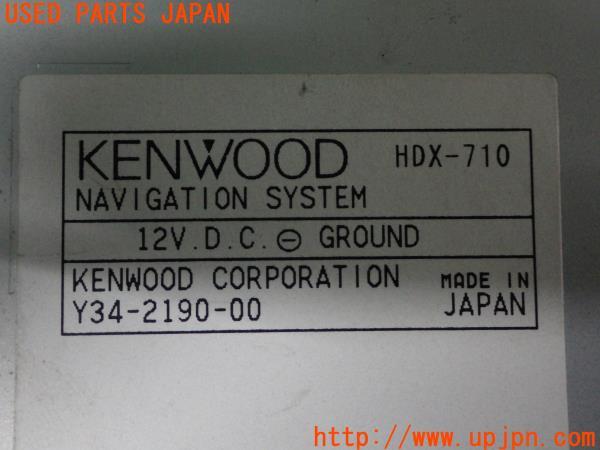 USED PARTS JAPAN
KENWOOD HDX-710
NAVIGATION SYSTEM
12V.D.C. ⊖ GROUND
KENWOOD CORPORATION MADE IN
Y34-2190-00 JAPAN
http://www.upjpn.com/